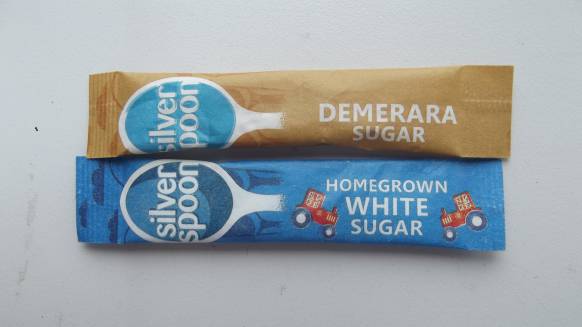 silver
spoon
DEMERARA
SUGAR
silver
spoon
HOMEGROWN
WHITE
SUGAR